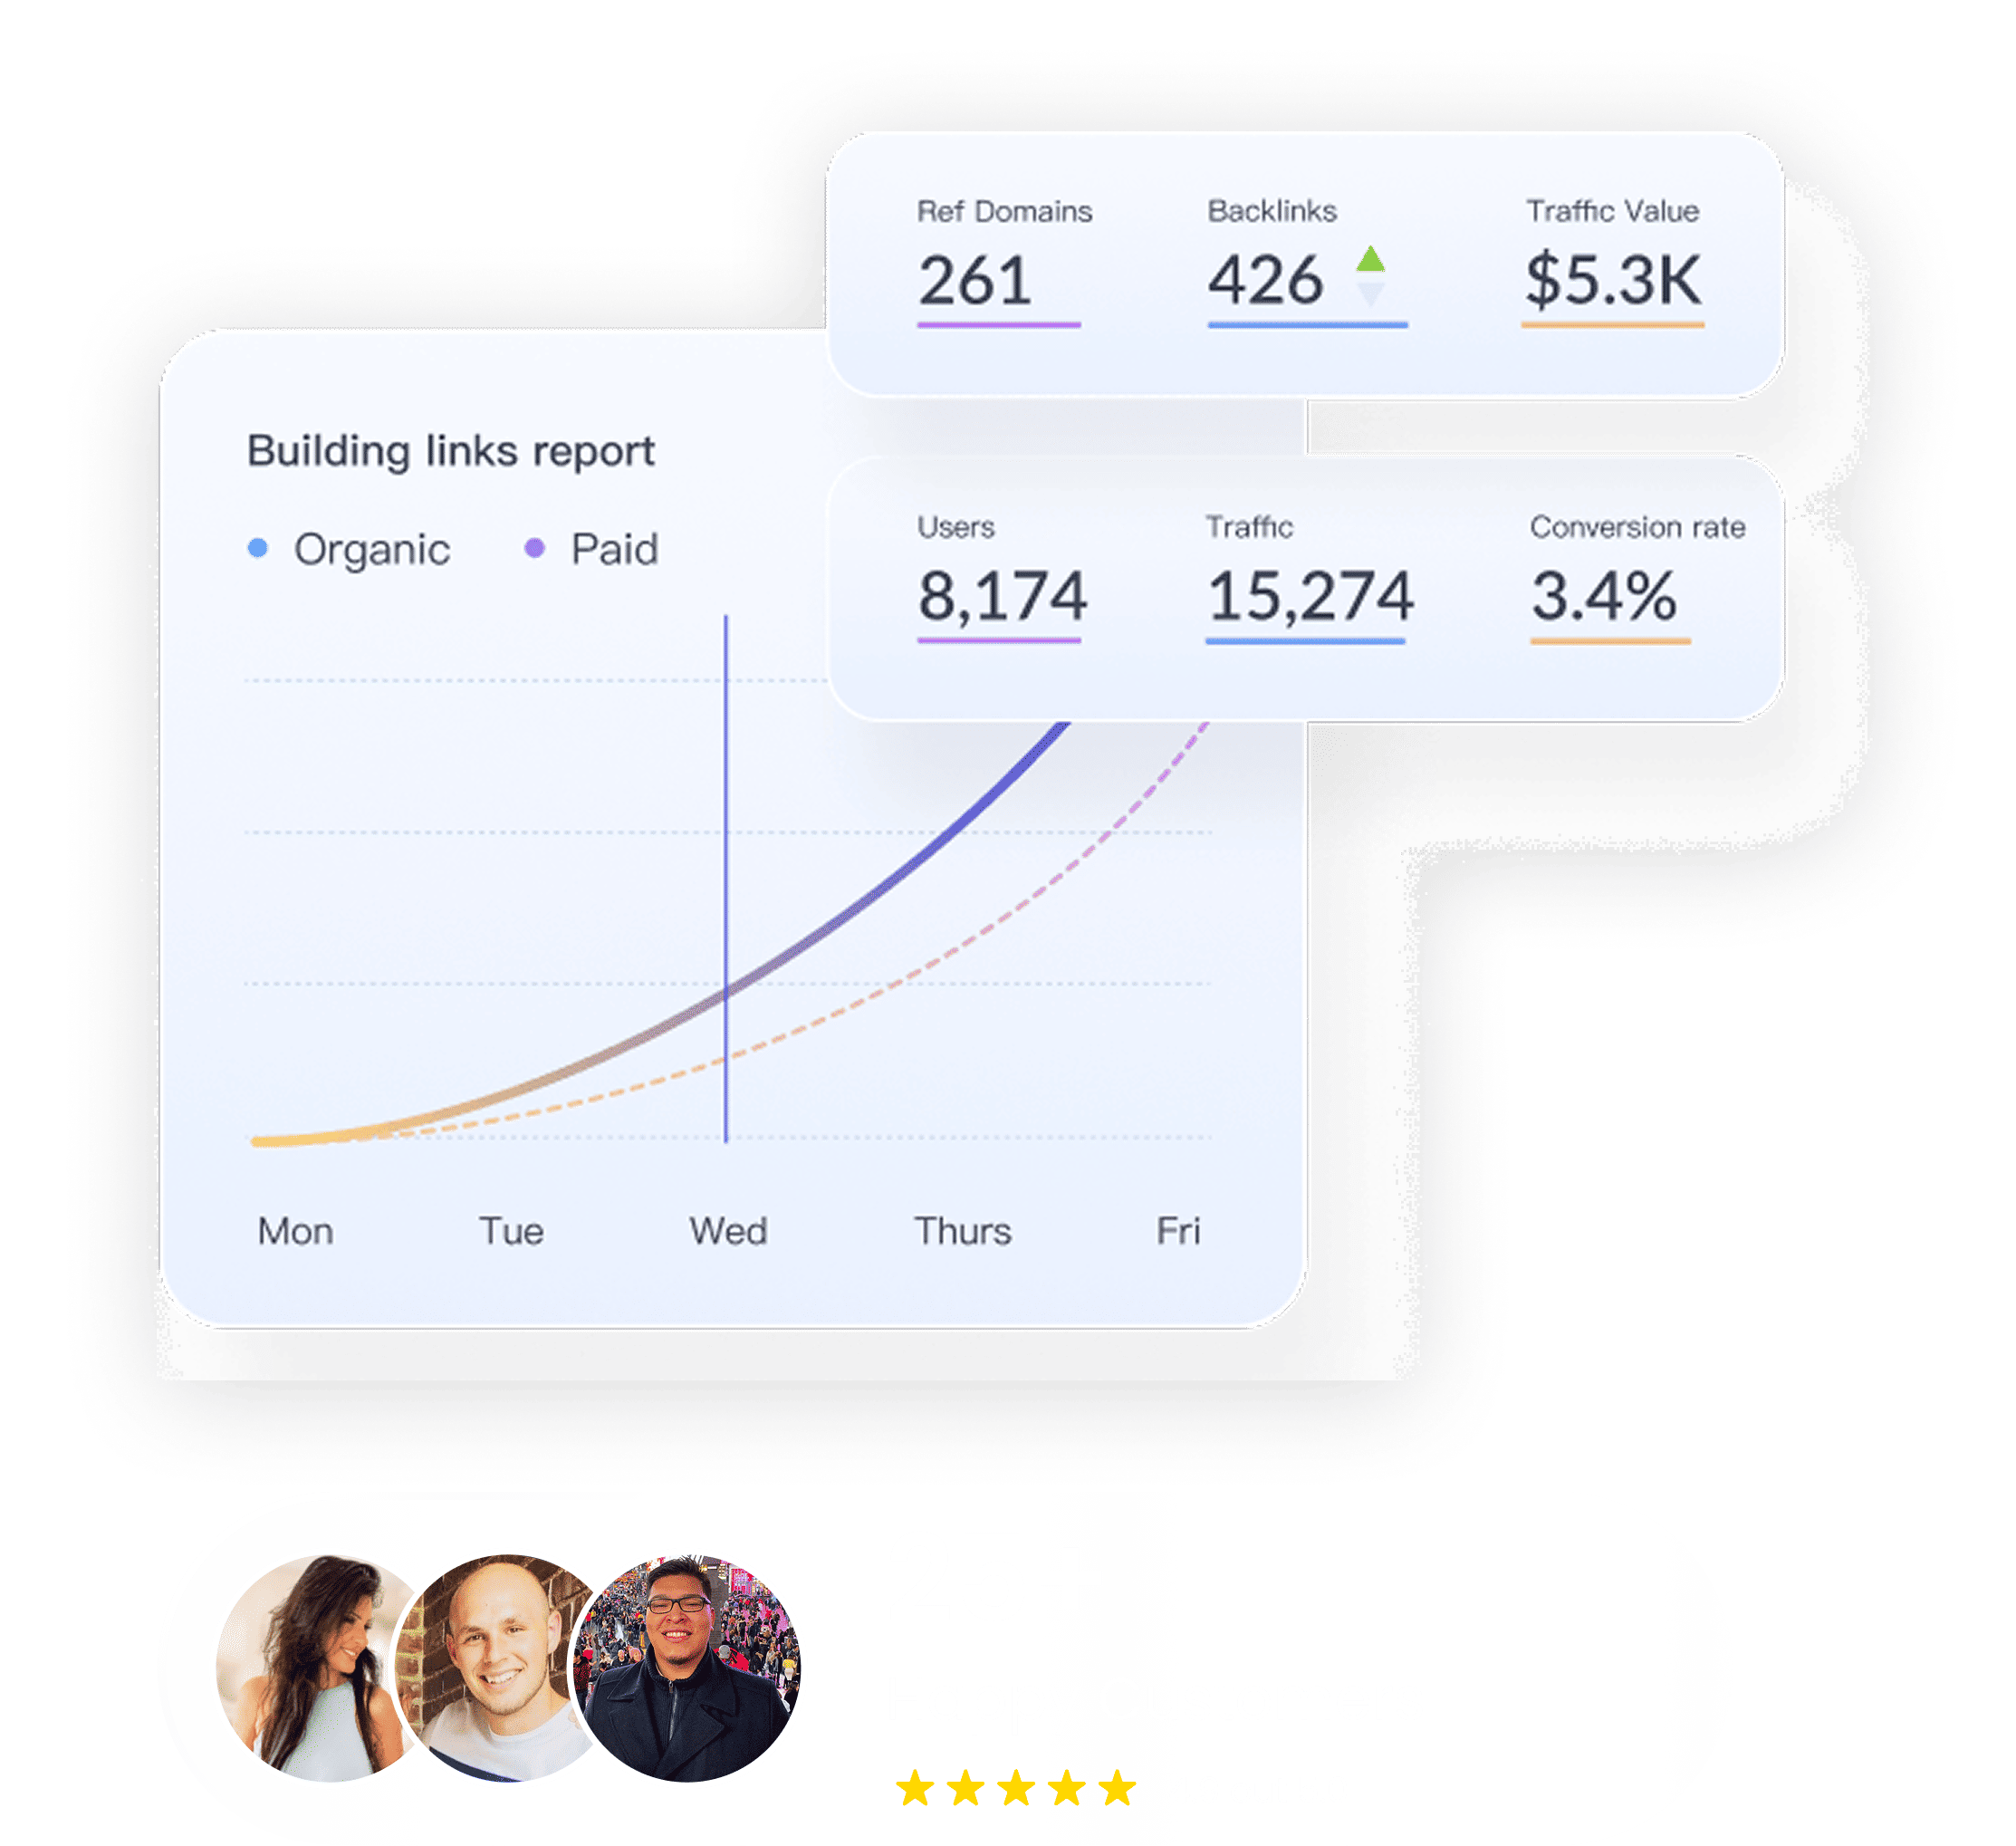 Ref Domains Backlinks Traffic Value
261 426 $5.3K
Building links report
Organic Paid
Users Traffic Conversion rate
8,174 15,274 3.4%
Mon Tue Wed Thurs Fri